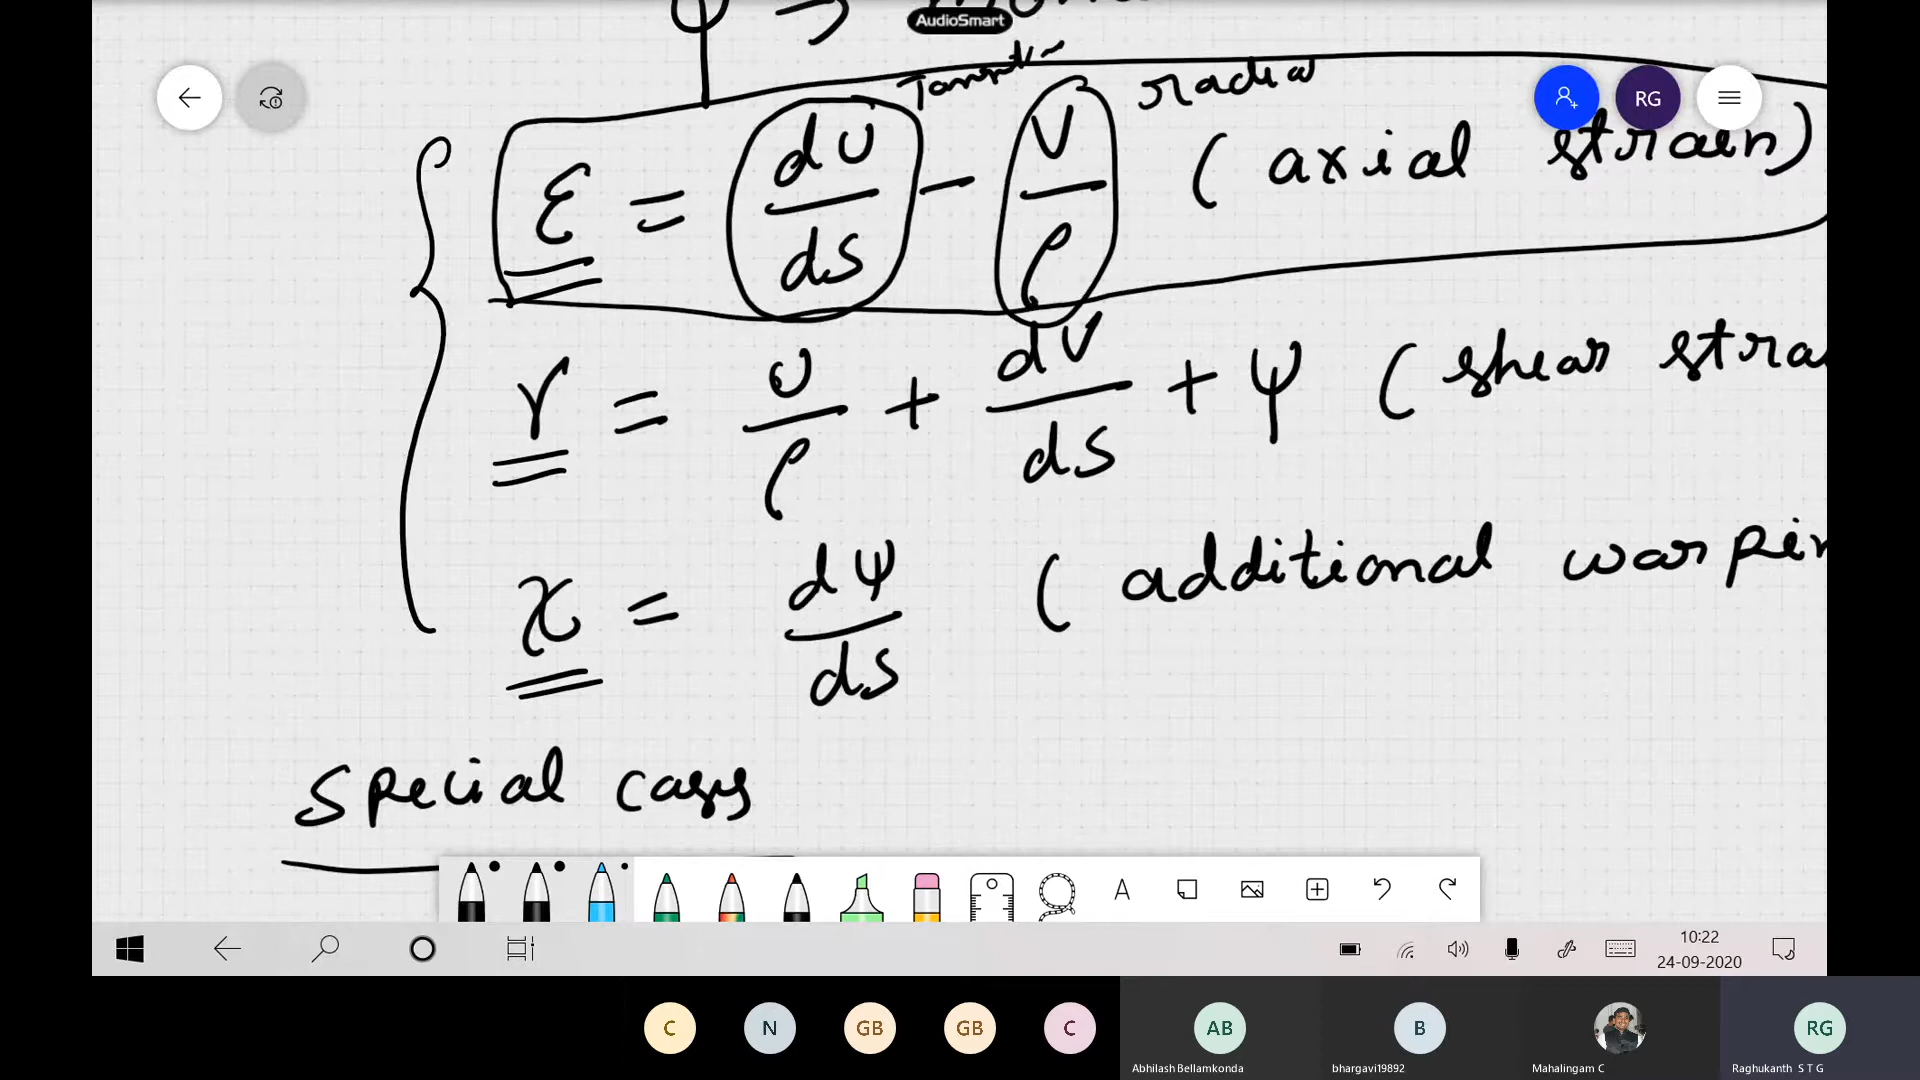 ψ →
AudioSmart
radial
RG
ε = du/ds − v/ρ (axial strain)
γ = u/ρ + dv/ds + ψ (shear stra
χ = dψ/ds (additional warpin
special cases
A
10:22
24-09-2020
C N GB GB C AB B RG
Abhilash Bellamkonda bhargavi19892 Mahalingam C Raghukanth S T G